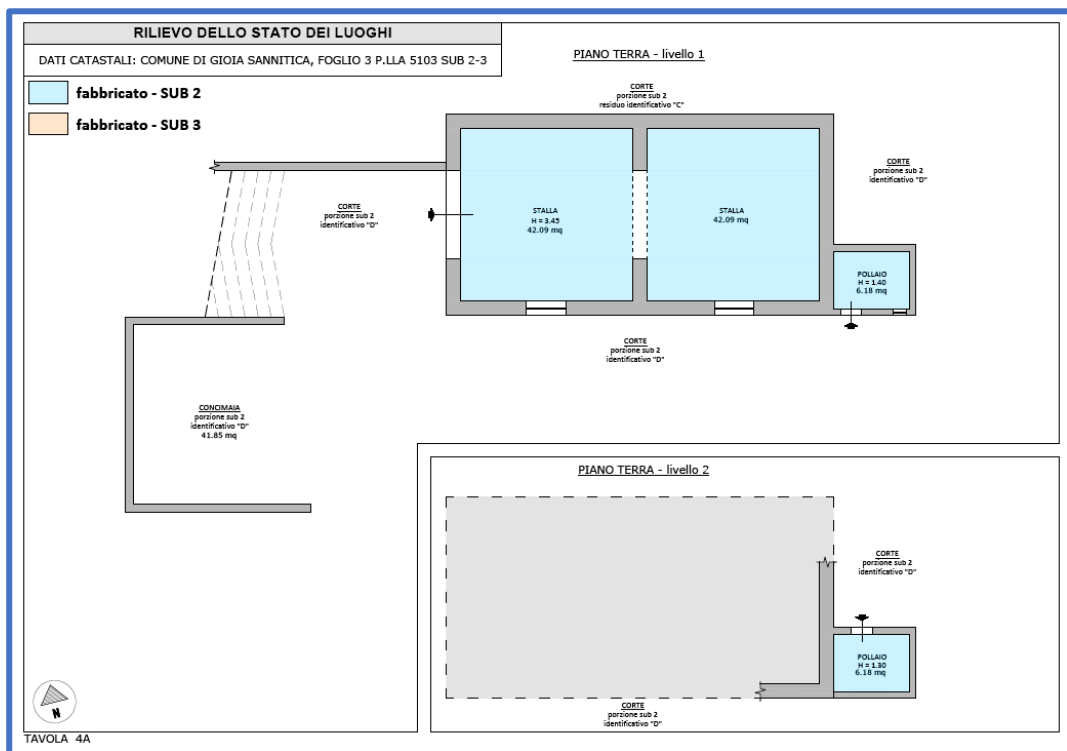 RILIEVO DELLO STATO DEI LUOGHI
DATI CATASTALI: COMUNE DI GIOIA SANNITICA, FOGLIO 3 P.LLA 5103 SUB 2-3
fabbricato - SUB 2
fabbricato - SUB 3
PIANO TERRA - livello 1
CORTE
porzione sub 2
residuo identificativo "C"
CORTE
porzione sub 2
identificativo "D"
CORTE
porzione sub 2
identificativo "D"
STALLA
H = 3.45
42.09 mq
STALLA
42.09 mq
POLLAIO
H = 1.40
6.18 mq
CORTE
porzione sub 2
identificativo "D"
CONCIMAIA
porzione sub 2
identificativo "D"
41.85 mq
PIANO TERRA - livello 2
CORTE
porzione sub 2
identificativo "D"
POLLAIO
H = 1.30
6.18 mq
CORTE
porzione sub 2
identificativo "D"
N
TAVOLA 4A